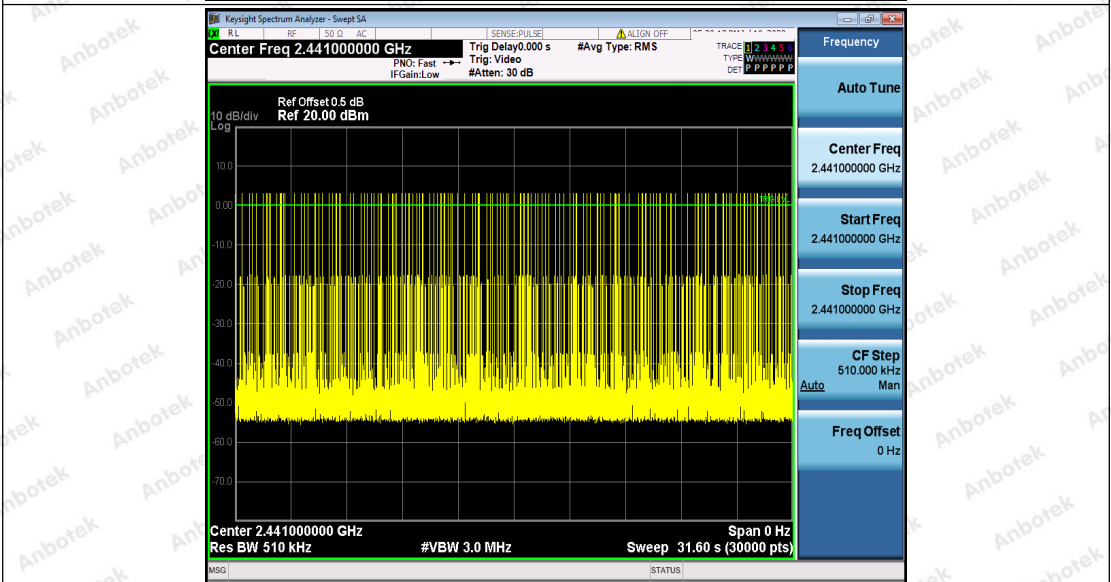 Keysight Spectrum Analyzer - Swept SA
RL RF 50 Ω AC SENSE:PULSE ALIGN OFF
Center Freq 2.441000000 GHz
PNO: Fast
IFGain:Low
Trig Delay0.000 s
Trig: Video
#Atten: 30 dB
#Avg Type: RMS
TRACE 1 2 3 4 5 6
TYPE WWWWWW
DET P P P P P P
Ref Offset 0.5 dB
10 dB/div Ref 20.00 dBm
Log
10.0
0.00
-10.0
-20.0
-30.0
-40.0
-50.0
-60.0
-70.0
Center 2.441000000 GHz
Span 0 Hz
Res BW 510 kHz
#VBW 3.0 MHz
Sweep 31.60 s (30000 pts)
MSG
STATUS
Frequency
Auto Tune
Center Freq
2.441000000 GHz
Start Freq
2.441000000 GHz
Stop Freq
2.441000000 GHz
CF Step
510.000 kHz
Auto Man
Freq Offset
0 Hz
Anbotek